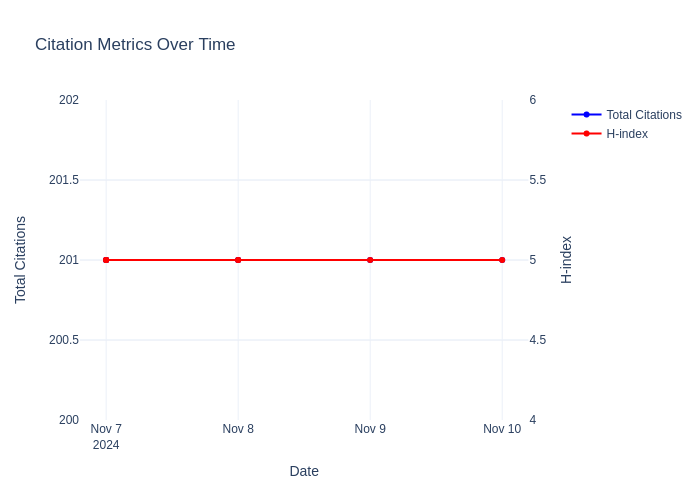 Citation Metrics Over Time
202
201.5
201
200.5
200
Total Citations
6
5.5
5
4.5
4
H-index
Total Citations
H-index
Nov 7
2024
Nov 8
Nov 9
Nov 10
Date